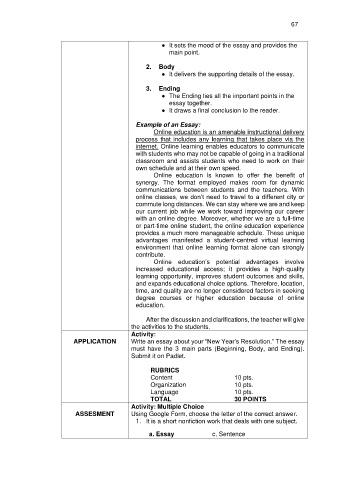 67
• It sets the mood of the essay and provides the
main point.
2. Body
• It delivers the supporting details of the essay.
3. Ending
• The Ending ties all the important points in the
essay together.
• It draws a final conclusion to the reader.
Example of an Essay:
Online education is an amenable instructional delivery
process that includes any learning that takes place via the
internet. Online learning enables educators to communicate
with students who may not be capable of going in a traditional
classroom and assists students who need to work on their
own schedule and at their own speed.
Online education is known to offer the benefit of
synergy. The format employed makes room for dynamic
communications between students and the teachers. With
online classes, we don't need to travel to a different city or
commute long distances. We can stay where we are and keep
our current job while we work toward improving our career
with an online degree. Moreover, whether we are a full-time
or part-time online student, the online education experience
provides a much more manageable schedule. These unique
advantages manifested a student-centred virtual learning
environment that online learning format alone can strongly
contribute.
Online education's potential advantages involve
increased educational access; it provides a high-quality
learning opportunity, improves student outcomes and skills,
and expands educational choice options. Therefore, location,
time, and quality are no longer considered factors in seeking
degree courses or higher education because of online
education.
After the discussion and clarifications, the teacher will give
the activities to the students.
APPLICATION
Activity:
Write an essay about your "New Year's Resolution." The essay
must have the 3 main parts (Beginning, Body, and Ending).
Submit it on Padlet.
RUBRICS
Content 10 pts.
Organization 10 pts.
Language 10 pts.
TOTAL 30 POINTS
ASSESMENT
Activity: Multiple Choice
Using Google Form, choose the letter of the correct answer.
1. It is a short nonfiction work that deals with one subject.
a. Essay c. Sentence